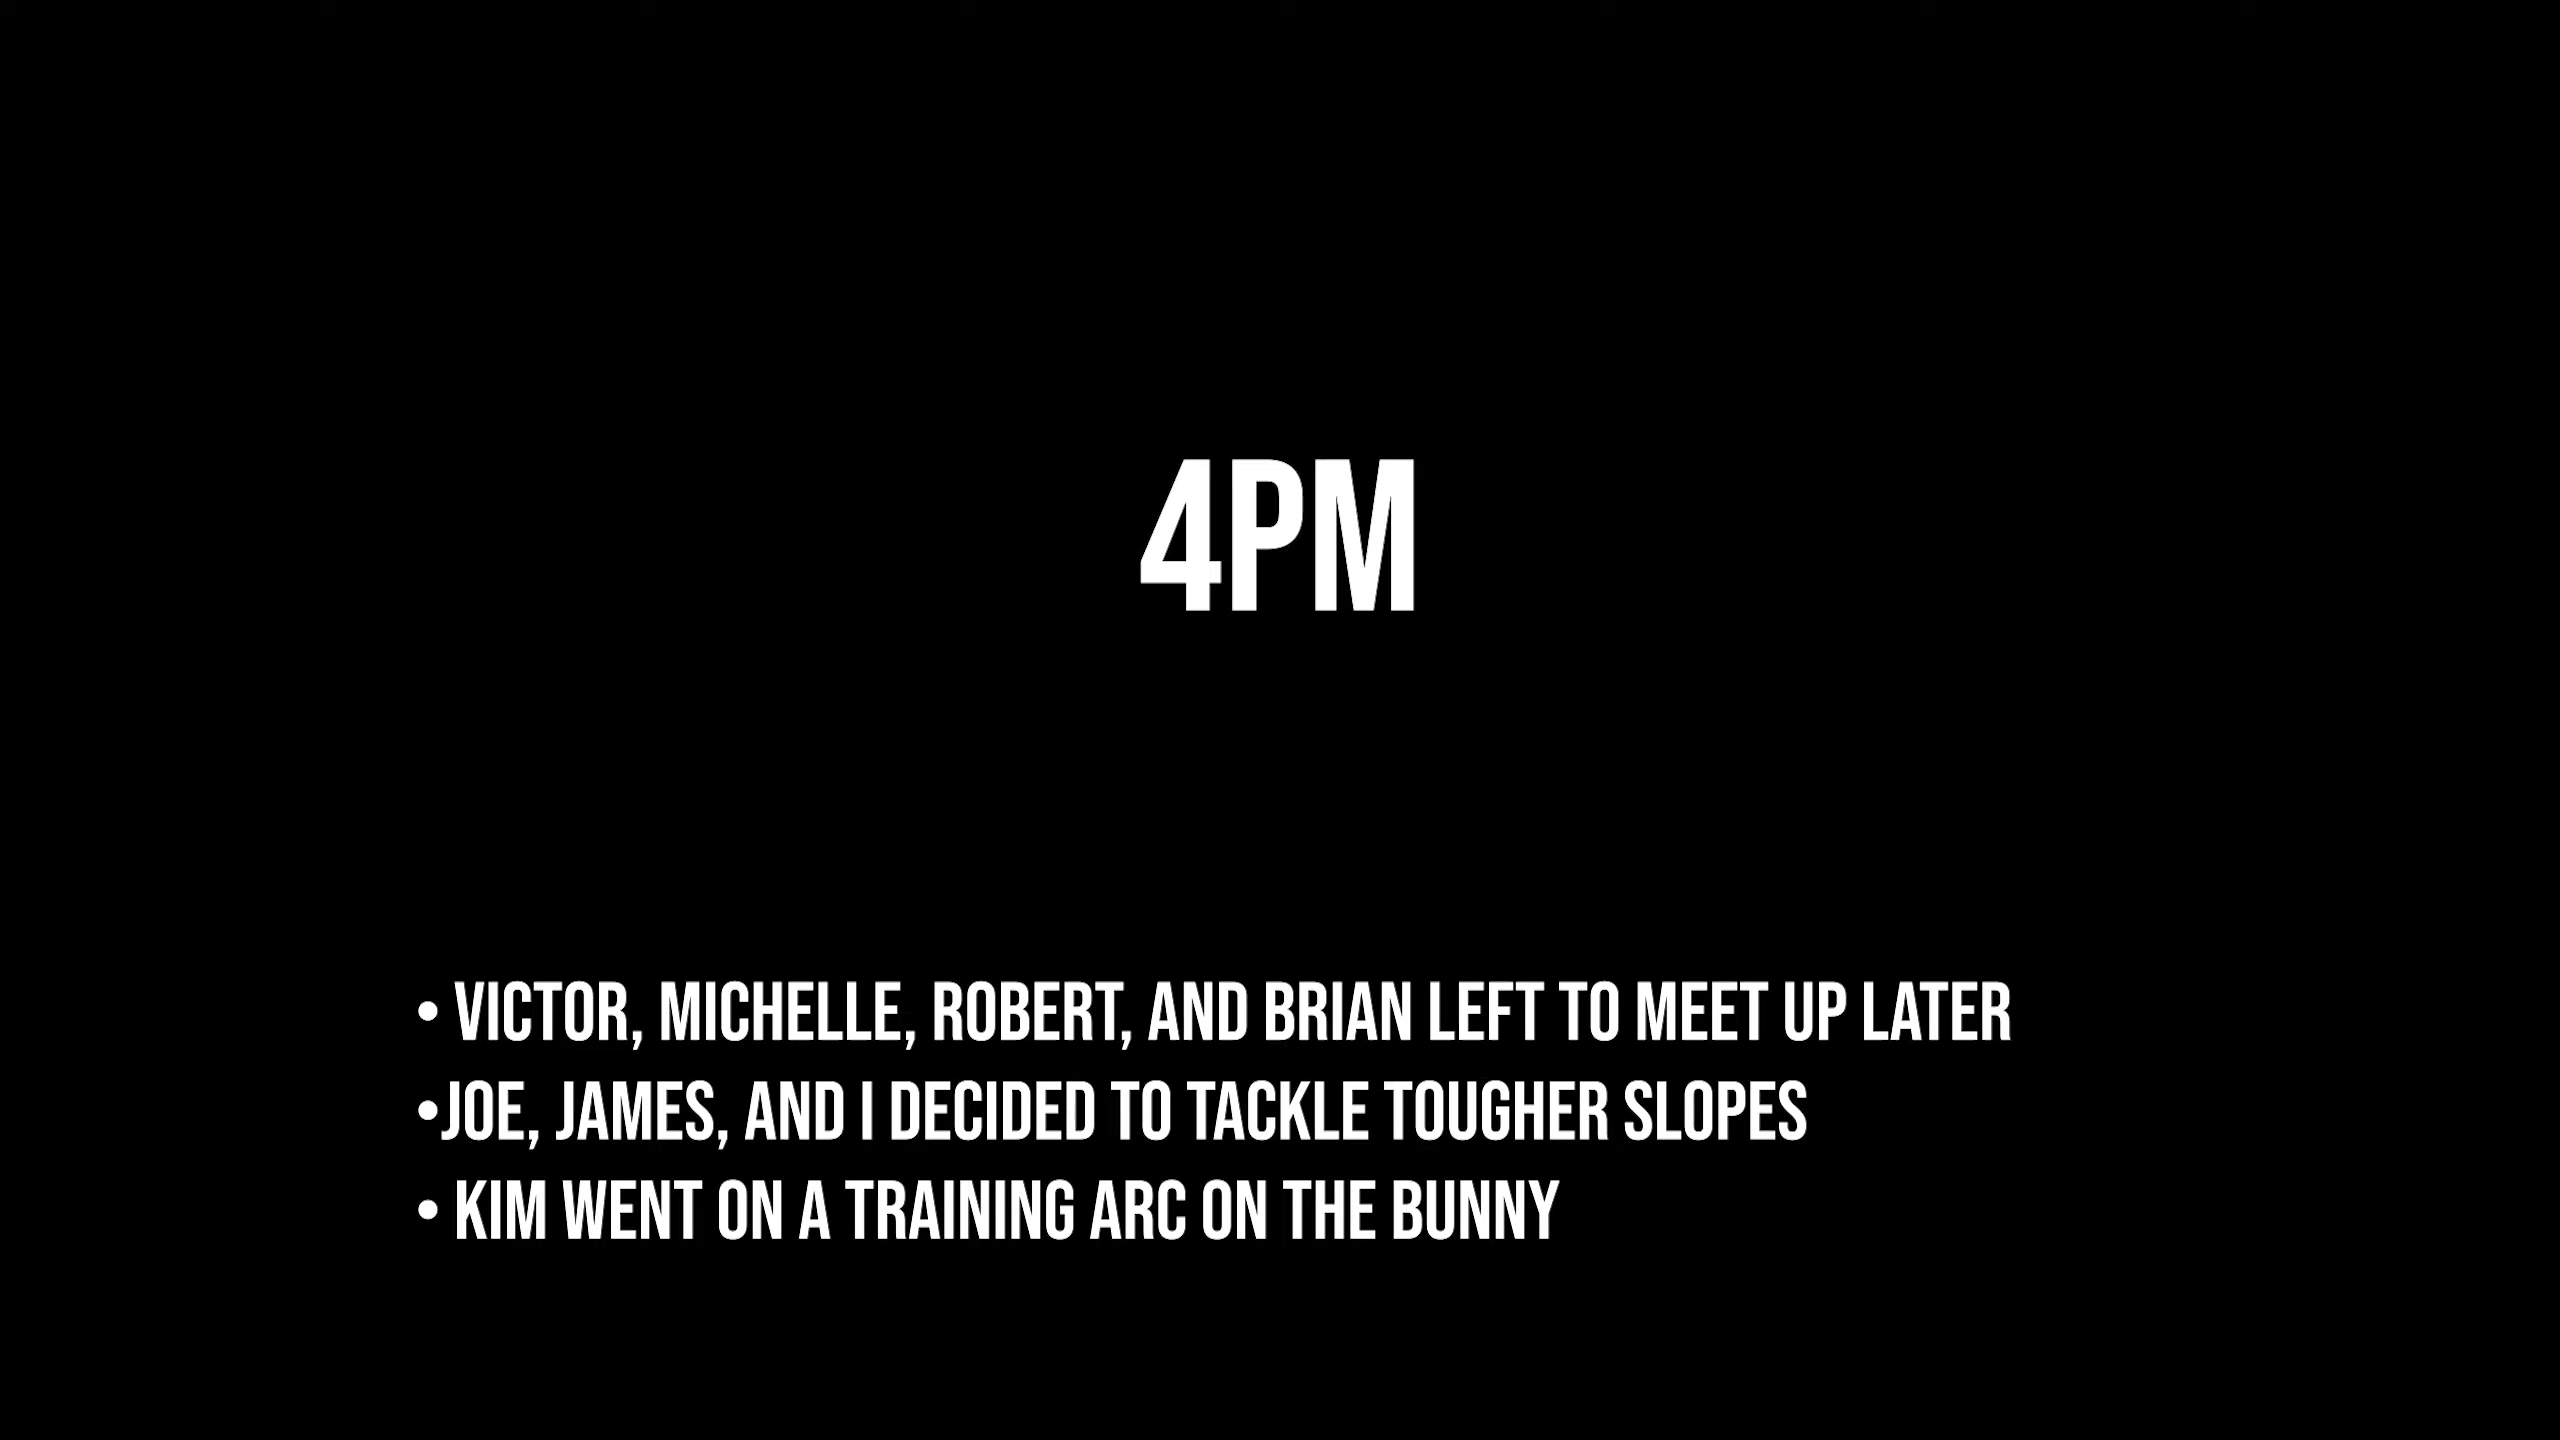 4PM
• VICTOR, MICHELLE, ROBERT, AND BRIAN LEFT TO MEET UP LATER
•JOE, JAMES, AND I DECIDED TO TACKLE TOUGHER SLOPES
• KIM WENT ON A TRAINING ARC ON THE BUNNY